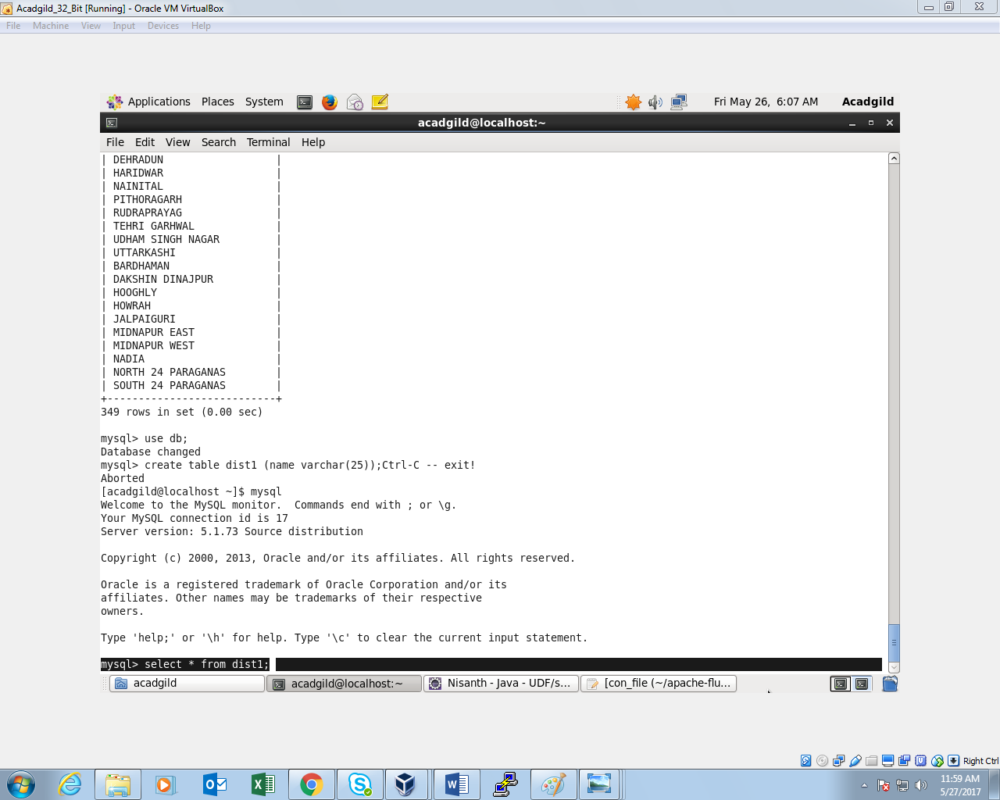 Acadgild_32_Bit [Running] - Oracle VM VirtualBox
File Machine View Input Devices Help
Applications Places System Fri May 26, 6:07 AM Acadgild
acadgild@localhost:~
File Edit View Search Terminal Help
| DEHRADUN |
| HARIDWAR |
| NAINITAL |
| PITHORAGARH |
| RUDRAPRAYAG |
| TEHRI GARHWAL |
| UDHAM SINGH NAGAR |
| UTTARKASHI |
| BARDHAMAN |
| DAKSHIN DINAJPUR |
| HOOGHLY |
| HOWRAH |
| JALPAIGURI |
| MIDNAPUR EAST |
| MIDNAPUR WEST |
| NADIA |
| NORTH 24 PARAGANAS |
| SOUTH 24 PARAGANAS |
+---------------------------+
349 rows in set (0.00 sec)
mysql> use db;
Database changed
mysql> create table dist1 (name varchar(25));Ctrl-C -- exit!
Aborted
[acadgild@localhost ~]$ mysql
Welcome to the MySQL monitor.  Commands end with ; or \g.
Your MySQL connection id is 17
Server version: 5.1.73 Source distribution
Copyright (c) 2000, 2013, Oracle and/or its affiliates. All rights reserved.
Oracle is a registered trademark of Oracle Corporation and/or its
affiliates. Other names may be trademarks of their respective
owners.
Type 'help;' or '\h' for help. Type '\c' to clear the current input statement.
mysql> select * from dist1;
acadgild acadgild@localhost:~ Nisanth - Java - UDF/s... [con_file (~/apache-flu...
Right Ctrl
11:59 AM
5/27/2017